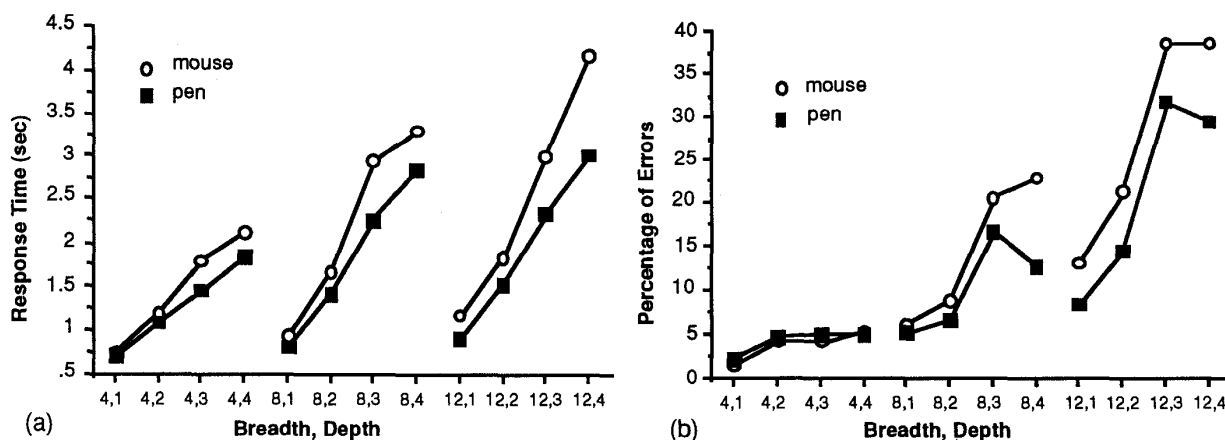 4.5
4
3.5
3
2.5
2
1.5
1
.5
Response Time (sec)
mouse
pen
4,1 4,2 4,3 4,4 8,1 8,2 8,3 8,4 12,1 12,2 12,3 12,4
(a)
Breadth, Depth
40
35
30
25
20
15
10
5
0
Percentage of Errors
mouse
pen
4,1 4,2 4,3 4,4 8,1 8,2 8,3 8,4 12,1 12,2 12,3 12,4
(b)
Breadth, Depth